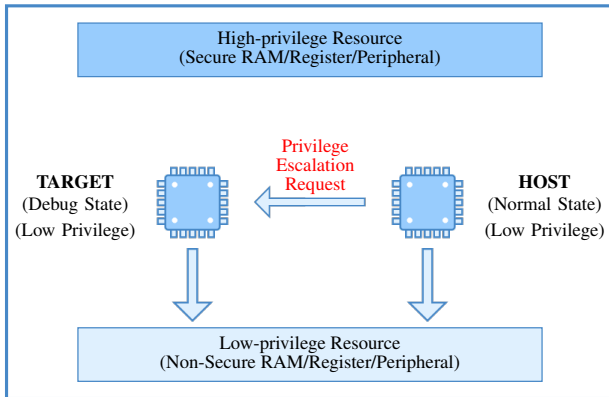 High-privilege Resource
(Secure RAM/Register/Peripheral)
Privilege
Escalation
Request
TARGET
(Debug State)
(Low Privilege)
HOST
(Normal State)
(Low Privilege)
Low-privilege Resource
(Non-Secure RAM/Register/Peripheral)